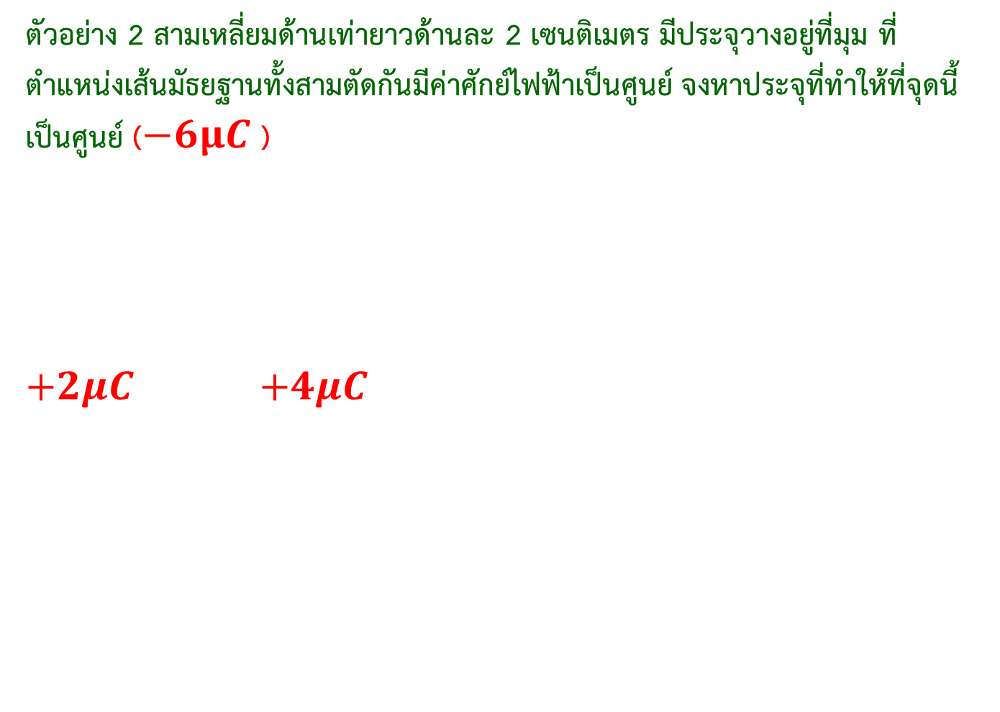 ตัวอย่าง 2 สามเหลี่ยมด้านเท่ายาวด้านละ 2 เซนติเมตร มีประจุวางอยู่ที่มุม ที่
ตำแหน่งเส้นมัธยฐานทั้งสามตัดกันมีค่าศักย์ไฟฟ้าเป็นศูนย์ จงหาประจุที่ทำให้ที่จุดนี้
เป็นศูนย์ (−6μC )
+2μC +4μC